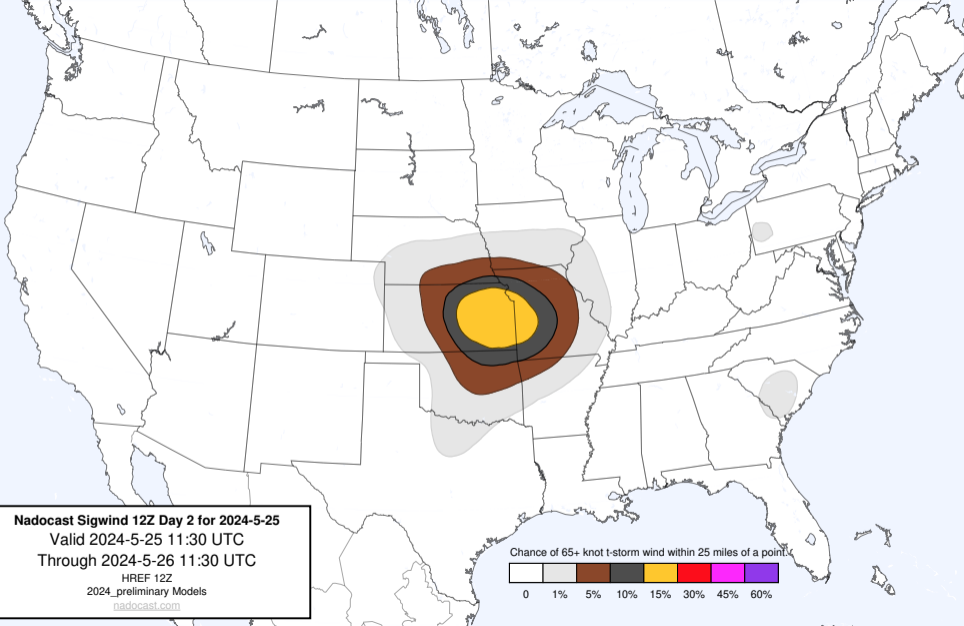 Nadocast Sigwind 12Z Day 2 for 2024-5-25
Valid 2024-5-25 11:30 UTC
Through 2024-5-26 11:30 UTC
HREF 12Z
2024_preliminary Models
nadocast.com
Chance of 65+ knot t-storm wind within 25 miles of a point.
0 1% 5% 10% 15% 30% 45% 60%